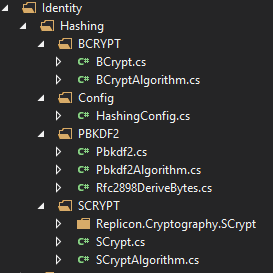 Identity
Hashing
BCRYPT
C# BCrypt.cs
C# BCryptAlgorithm.cs
Config
C# HashingConfig.cs
PBKDF2
C# Pbkdf2.cs
C# Pbkdf2Algorithm.cs
C# Rfc2898DeriveBytes.cs
SCRYPT
Replicon.Cryptography.SCrypt
C# SCrypt.cs
C# SCryptAlgorithm.cs